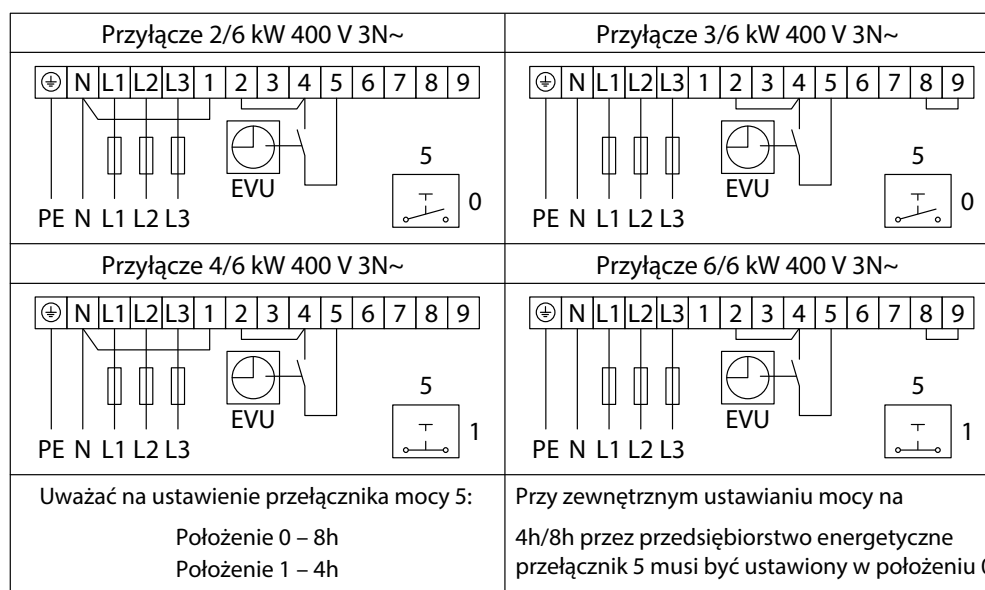 Przyłącze 2/6 kW 400 V 3N~
N L1 L2 L3 1 2 3 4 5 6 7 8 9
EVU
5
0
PE N L1 L2 L3
Przyłącze 3/6 kW 400 V 3N~
N L1 L2 L3 1 2 3 4 5 6 7 8 9
EVU
5
0
PE N L1 L2 L3
Przyłącze 4/6 kW 400 V 3N~
N L1 L2 L3 1 2 3 4 5 6 7 8 9
EVU
5
1
PE N L1 L2 L3
Przyłącze 6/6 kW 400 V 3N~
N L1 L2 L3 1 2 3 4 5 6 7 8 9
EVU
5
1
PE N L1 L2 L3
Uważać na ustawienie przełącznika mocy 5:
Położenie 0 – 8h
Położenie 1 – 4h
Przy zewnętrznym ustawianiu mocy na
4h/8h przez przedsiębiorstwo energetyczne
przełącznik 5 musi być ustawiony w położeniu 0